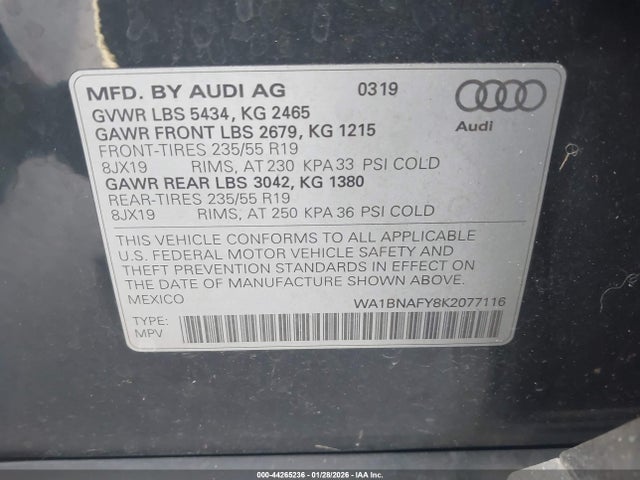 MFD. BY AUDI AG 0319
GVWR LBS 5434, KG 2465
GAWR FRONT LBS 2679, KG 1215
Audi
FRONT-TIRES 235/55 R19
8JX19 RIMS, AT 230 KPA 33 PSI COLD
GAWR REAR LBS 3042, KG 1380
REAR-TIRES 235/55 R19
8JX19 RIMS, AT 250 KPA 36 PSI COLD
THIS VEHICLE CONFORMS TO ALL APPLICABLE
U.S. FEDERAL MOTOR VEHICLE SAFETY AND
THEFT PREVENTION STANDARDS IN EFFECT ON
THE DATE OF MANUFACTURE SHOWN ABOVE.
MEXICO WA1BNAFY8K2077116
TYPE:
MPV
000-44265236 | 01/28/2026 | IAA Inc.